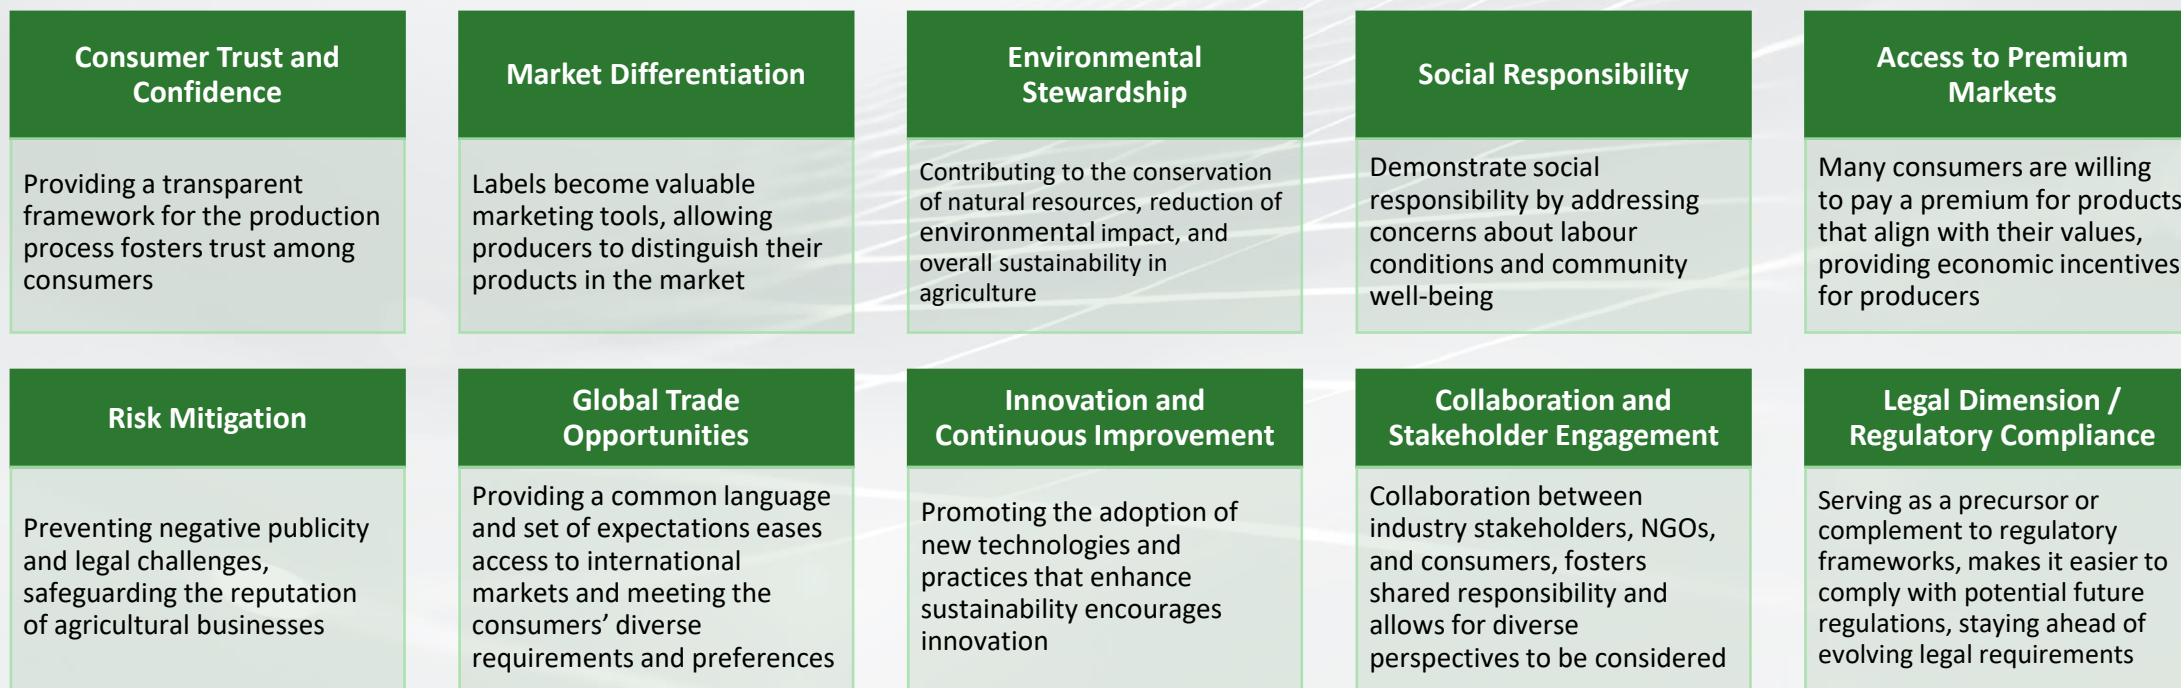 Consumer Trust and
Confidence
Providing a transparent
framework for the production
process fosters trust among
consumers
Market Differentiation
Labels become valuable
marketing tools, allowing
producers to distinguish their
products in the market
Environmental
Stewardship
Contributing to the conservation
of natural resources, reduction of
environmental impact, and
overall sustainability in
agriculture
Social Responsibility
Demonstrate social
responsibility by addressing
concerns about labour
conditions and community
well-being
Access to Premium
Markets
Many consumers are willing
to pay a premium for products
that align with their values,
providing economic incentives
for producers
Risk Mitigation
Preventing negative publicity
and legal challenges,
safeguarding the reputation
of agricultural businesses
Global Trade
Opportunities
Providing a common language
and set of expectations eases
access to international
markets and meeting the
consumers’ diverse
requirements and preferences
Innovation and
Continuous Improvement
Promoting the adoption of
new technologies and
practices that enhance
sustainability encourages
innovation
Collaboration and
Stakeholder Engagement
Collaboration between
industry stakeholders, NGOs,
and consumers, fosters
shared responsibility and
allows for diverse
perspectives to be considered
Legal Dimension /
Regulatory Compliance
Serving as a precursor or
complement to regulatory
frameworks, makes it easier to
comply with potential future
regulations, staying ahead of
evolving legal requirements